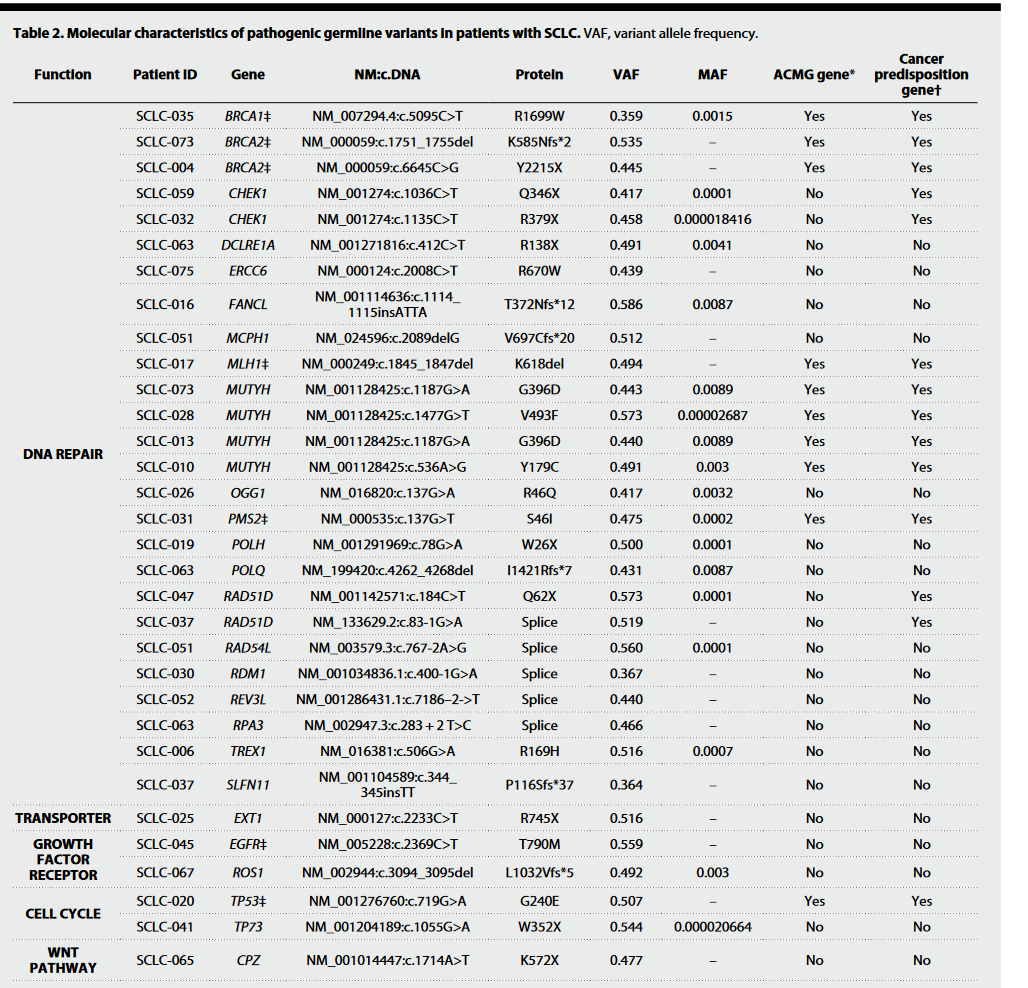 Table 2. Molecular characteristics of pathogenic germline variants in patients with SCLC. VAF, variant allele frequency.
Function Patient ID Gene NM:c.DNA Protein VAF MAF ACMG gene* Cancer predisposition gene†
DNA REPAIR
SCLC-035 BRCA1‡ NM_007294.4:c.5095C>T R1699W 0.359 0.0015 Yes Yes
SCLC-073 BRCA2‡ NM_000059:c.1751_1755del K585Nfs*2 0.535 – Yes Yes
SCLC-004 BRCA2‡ NM_000059:c.6645C>G Y2215X 0.445 – Yes Yes
SCLC-059 CHEK1 NM_001274:c.1036C>T Q346X 0.417 0.0001 No Yes
SCLC-032 CHEK1 NM_001274:c.1135C>T R379X 0.458 0.000018416 No Yes
SCLC-063 DCLRE1A NM_001271816:c.412C>T R138X 0.491 0.0041 No No
SCLC-075 ERCC6 NM_000124:c.2008C>T R670W 0.439 – No No
SCLC-016 FANCL NM_001114636:c.1114_
1115insATTA T372Nfs*12 0.586 0.0087 No No
SCLC-051 MCPH1 NM_024596:c.2089delG V697Cfs*20 0.512 – No No
SCLC-017 MLH1‡ NM_000249:c.1845_1847del K618del 0.494 – Yes Yes
SCLC-073 MUTYH NM_001128425:c.1187G>A G396D 0.443 0.0089 Yes Yes
SCLC-028 MUTYH NM_001128425:c.1477G>T V493F 0.573 0.00002687 Yes Yes
SCLC-013 MUTYH NM_001128425:c.1187G>A G396D 0.440 0.0089 Yes Yes
SCLC-010 MUTYH NM_001128425:c.536A>G Y179C 0.491 0.003 Yes Yes
SCLC-026 OGG1 NM_016820:c.137G>A R46Q 0.417 0.0032 No No
SCLC-031 PMS2‡ NM_000535:c.137G>T S46I 0.475 0.0002 Yes Yes
SCLC-019 POLH NM_001291969:c.78G>A W26X 0.500 0.0001 No No
SCLC-063 POLQ NM_199420:c.4262_4268del I1421Rfs*7 0.431 0.0087 No No
SCLC-047 RAD51D NM_001142571:c.184C>T Q62X 0.573 0.0001 No Yes
SCLC-037 RAD51D NM_133629.2:c.83-1G>A Splice 0.519 – No Yes
SCLC-051 RAD54L NM_003579.3:c.767-2A>G Splice 0.560 0.0001 No No
SCLC-030 RDM1 NM_001034836.1:c.400-1G>A Splice 0.367 – No No
SCLC-052 REV3L NM_001286431.1:c.7186–2->T Splice 0.440 – No No
SCLC-063 RPA3 NM_002947.3:c.283 + 2 T>C Splice 0.466 – No No
SCLC-006 TREX1 NM_016381:c.506G>A R169H 0.516 0.0007 No No
SCLC-037 SLFN11 NM_001104589:c.344_
345insTT P116Sfs*37 0.364 – No No
TRANSPORTER SCLC-025 EXT1 NM_000127:c.2233C>T R745X 0.516 – No No
GROWTH
FACTOR
RECEPTOR
SCLC-045 EGFR‡ NM_005228:c.2369C>T T790M 0.559 – No No
SCLC-067 ROS1 NM_002944:c.3094_3095del L1032Vfs*5 0.492 0.003 No No
CELL CYCLE
SCLC-020 TP53‡ NM_001276760:c.719G>A G240E 0.507 – Yes Yes
SCLC-041 TP73 NM_001204189:c.1055G>A W352X 0.544 0.000020664 No No
WNT
PATHWAY
SCLC-065 CPZ NM_001014447:c.1714A>T K572X 0.477 – No No